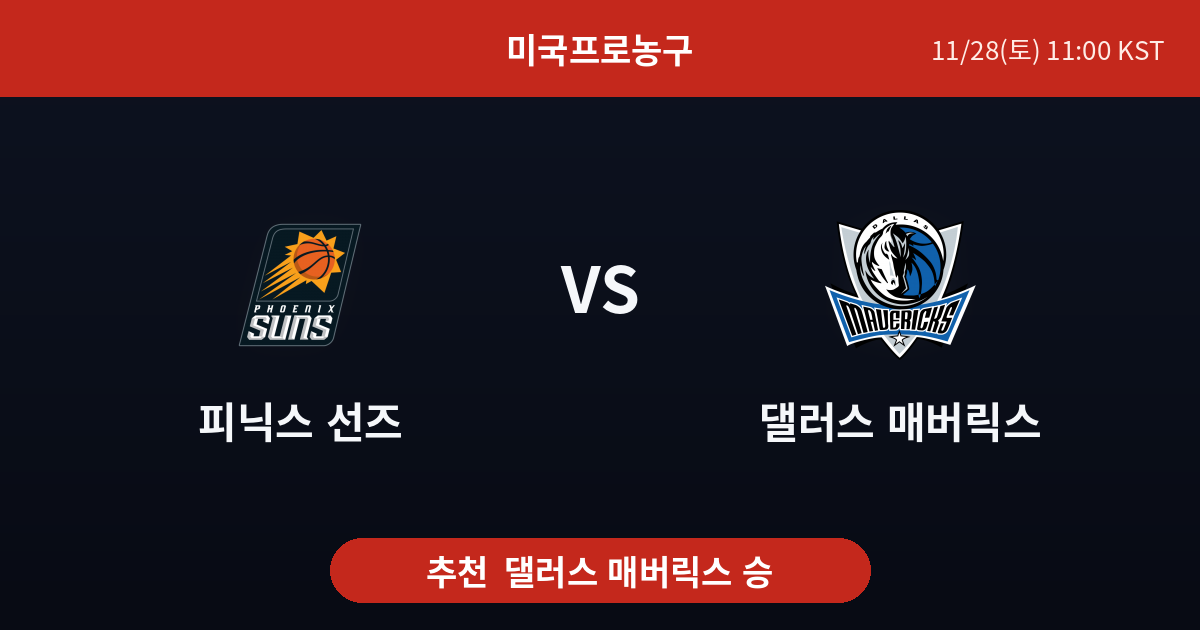 미국프로농구
11/28(토) 11:00 KST
PHOENIX
SUNS
VS
DALLAS
MAVERICKS
피닉스 선즈
댈러스 매버릭스
추천 댈러스 매버릭스 승